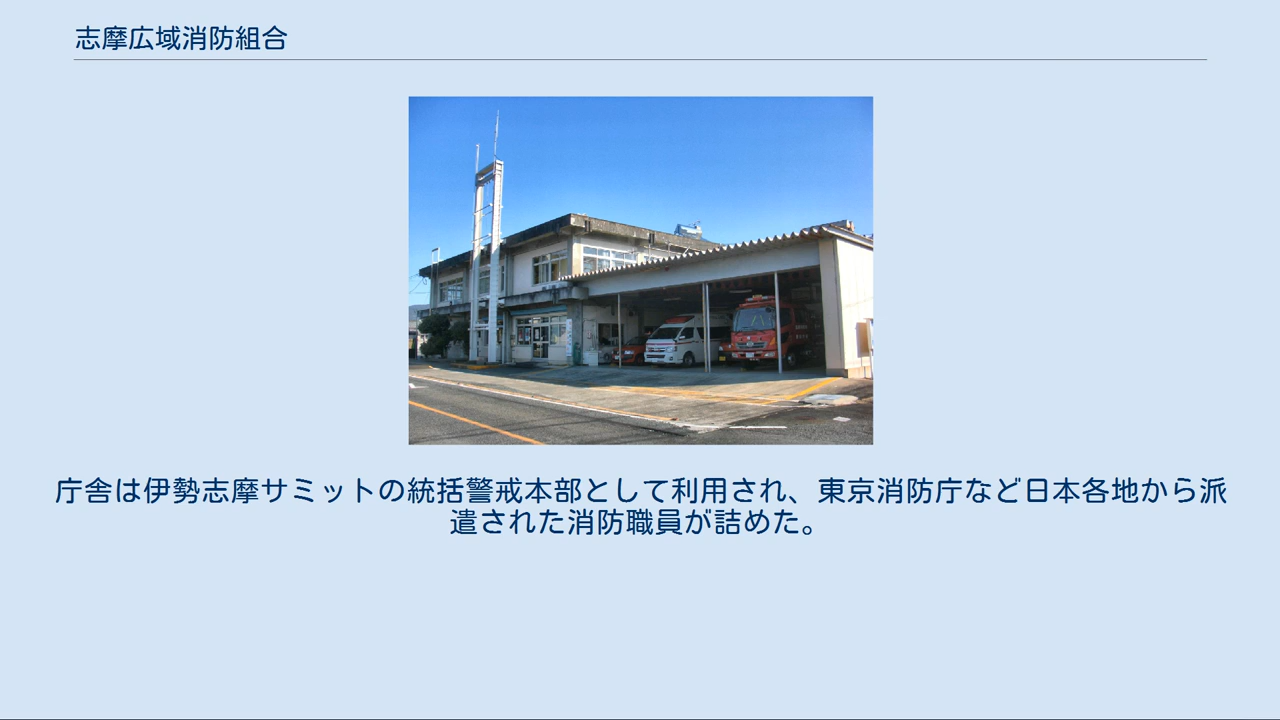 志摩広域消防組合
庁舎は伊勢志摩サミットの統括警戒本部として利用され、東京消防庁など日本各地から派
遣された消防職員が詰めた。